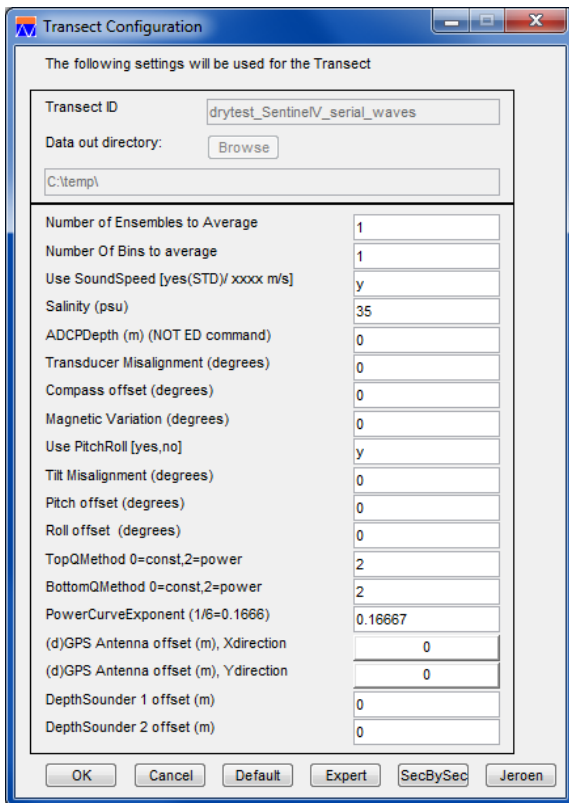 Transect Configuration
The following settings will be used for the Transect
Transect ID drytest_SentinelV_serial_waves
Data out directory: Browse
C:\temp\
Number of Ensembles to Average 1
Number Of Bins to average 1
Use SoundSpeed [yes(STD)/ xxxx m/s] y
Salinity (psu) 35
ADCPDepth (m) (NOT ED command) 0
Transducer Misalignment (degrees) 0
Compass offset (degrees) 0
Magnetic Variation (degrees) 0
Use PitchRoll [yes,no] y
Tilt Misalignment (degrees) 0
Pitch offset (degrees) 0
Roll offset (degrees) 0
TopQMethod 0=const,2=power 2
BottomQMethod 0=const,2=power 2
PowerCurveExponent (1/6=0.1666) 0.16667
(d)GPS Antenna offset (m), Xdirection 0
(d)GPS Antenna offset (m), Ydirection 0
DepthSounder 1 offset (m) 0
DepthSounder 2 offset (m) 0
OK Cancel Default Expert SecBySec Jeroen